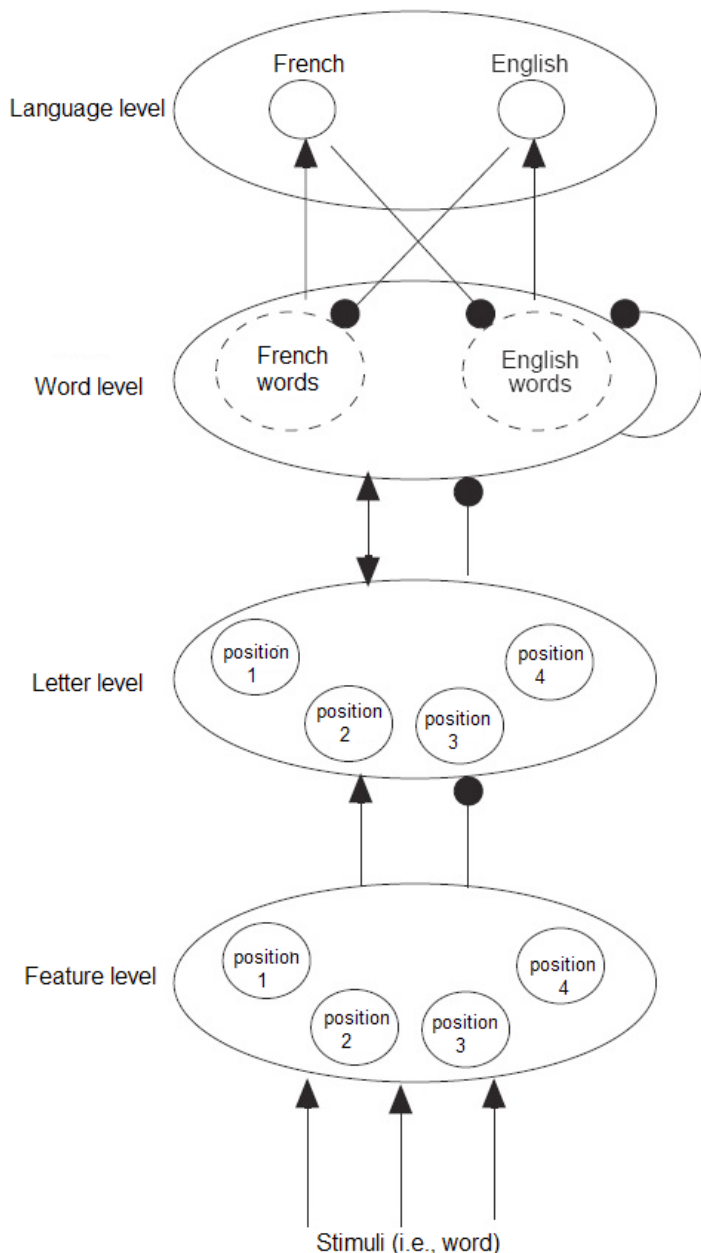 French
English
Language level
French
words
English
words
Word level
position
1
position
4
Letter level
position
2
position
3
position
1
position
4
Feature level
position
2
position
3
Stimuli (i.e., word)